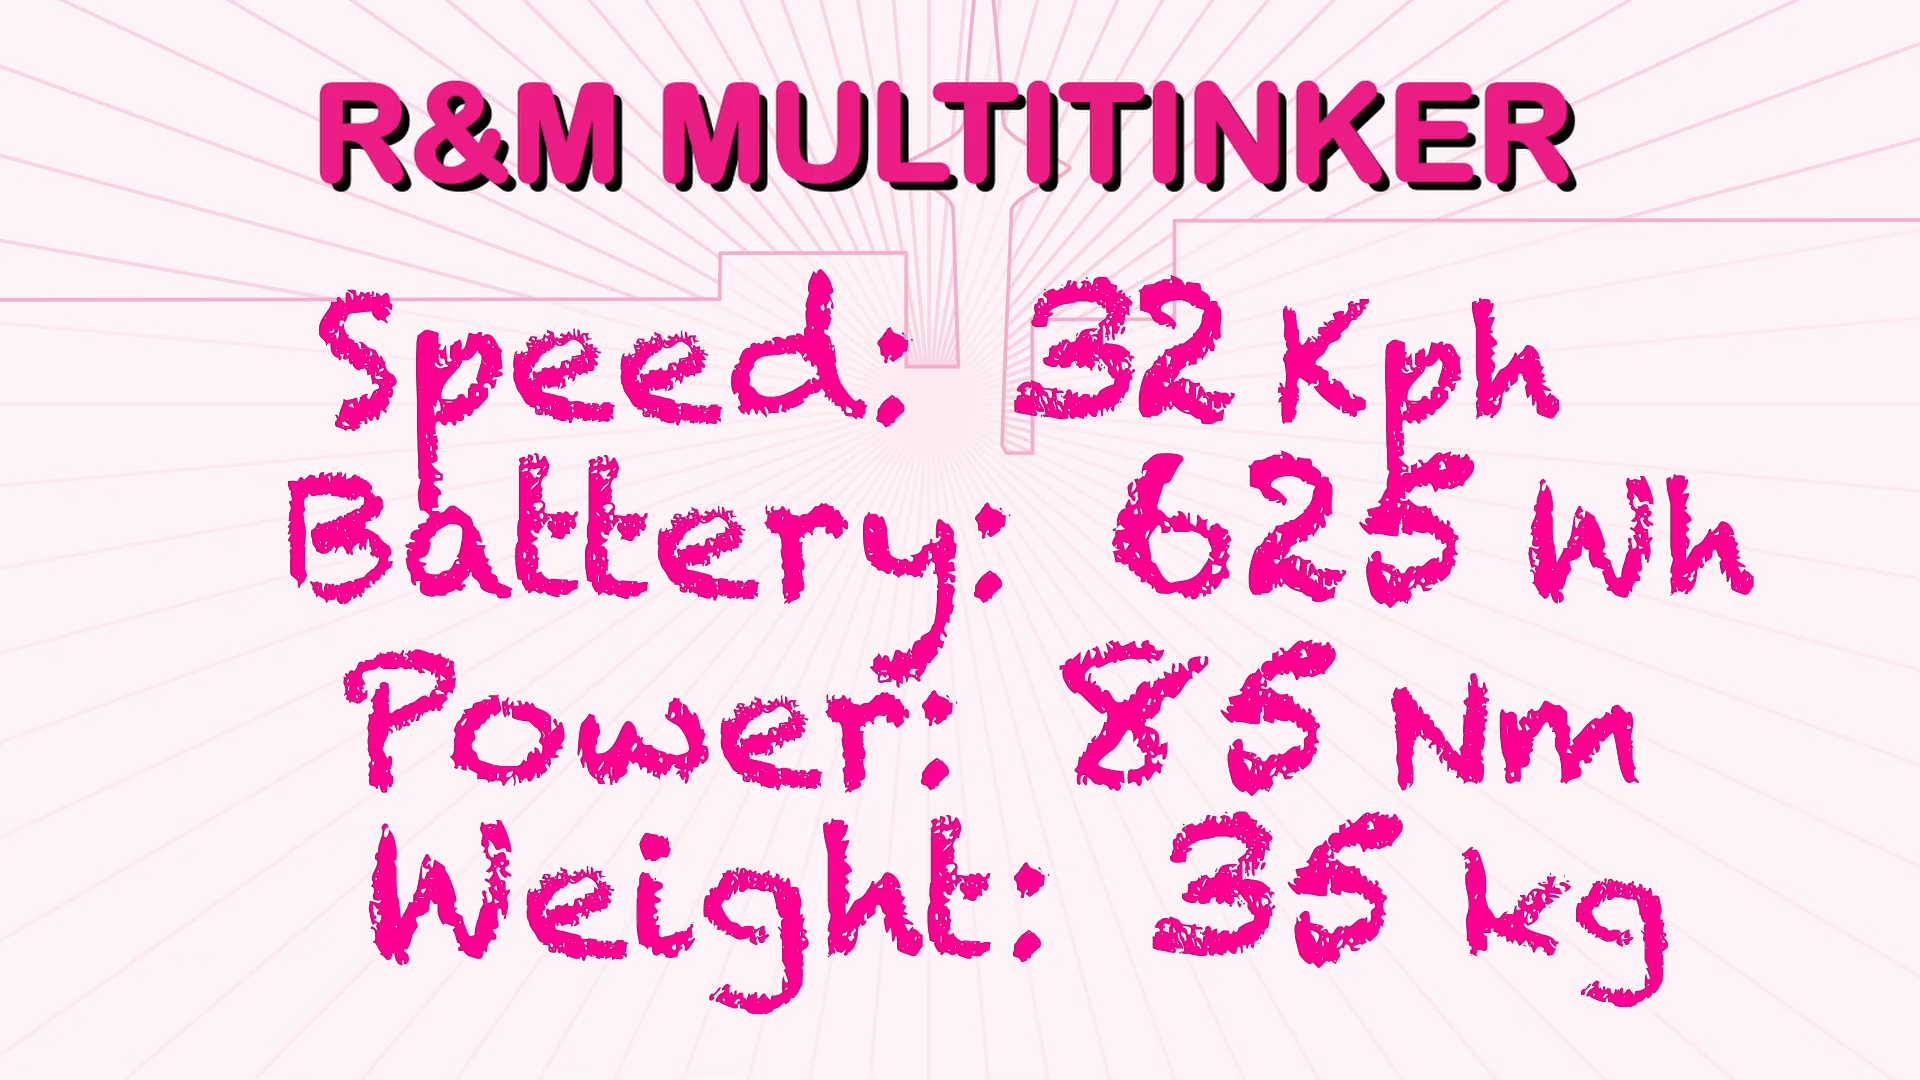 R&M MULTITINKER
Speed: 32 Kph
Battery: 625 Wh
Power: 85 Nm
Weight: 35 kg